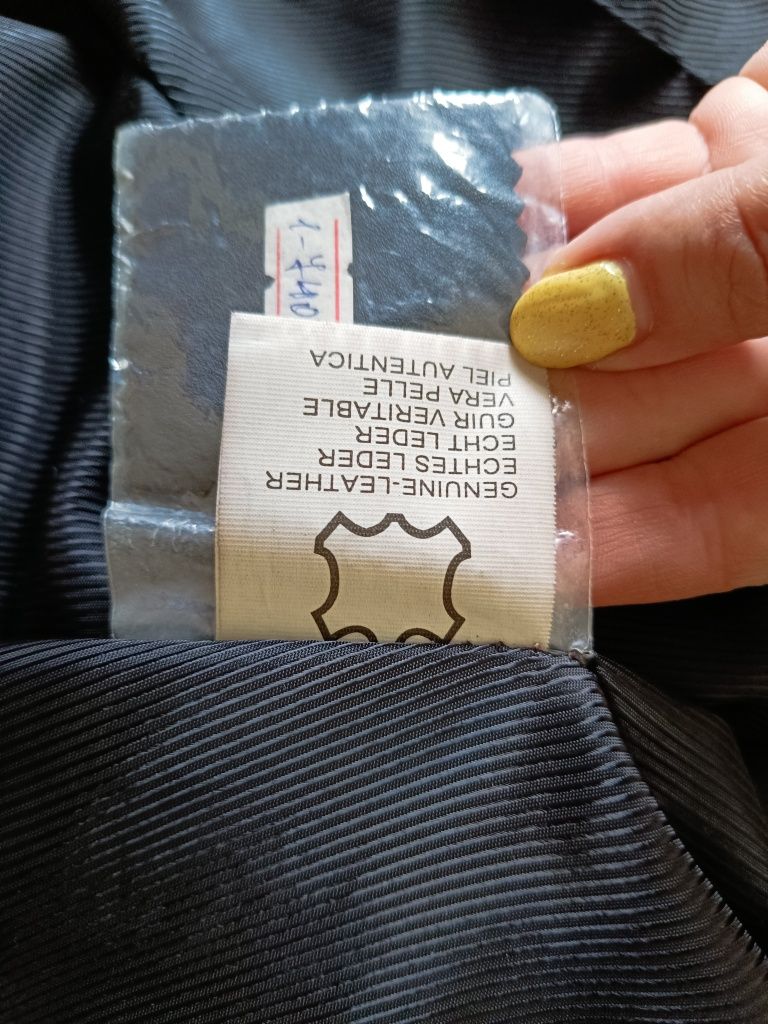 GENUINE-LEATHER
ECHTES LEDER
ECHT LEDER
GUIR VERITABLE
VERA PELLE
PIEL AUTENTICA